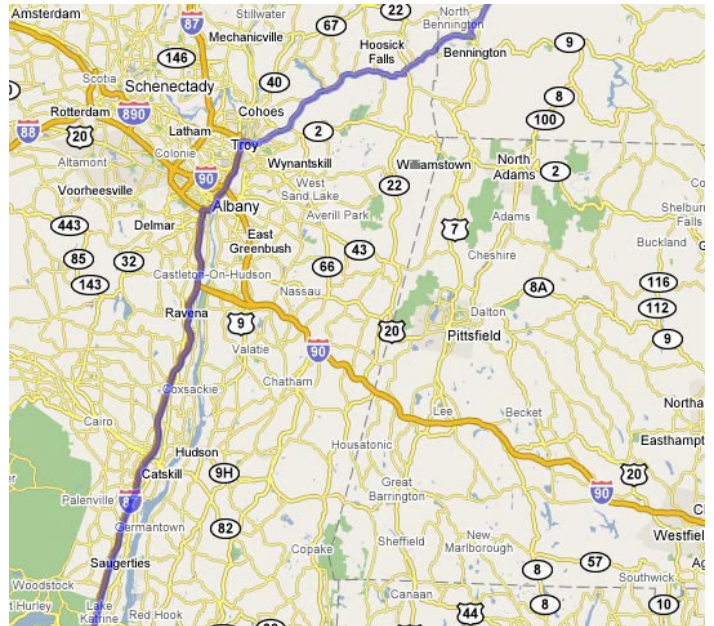 Amsterdam
87
Stillwater
22
North
Bennington
67
Mechanicville
Bennington
9
Hoosick
Falls
146
Scotia
Schenectady
40
8
Cohoes
Rotterdam
890
100
88
20
Latham
2
Colonie
Troy
Altamont
90
Wynantskill
Williamstown
North
Adams
2
Voorheesville
West
Sand Lake
22
Albany
Averill Park
Adams
Shelburne
Falls
443
Delmar
7
East
Greenbush
43
Buckland
85
32
66
Cheshire
Castleton-On-Hudson
143
8A
116
Nassau
112
Ravena
9
Dalton
20
Pittsfield
9
Valatie
90
Chatham
Coxsackie
Lee
Becket
Northa
Cairo
Housatonic
Easthampt
Hudson
Catskill
9H
20
Great
Barrington
90
Palenville
87
Germantown
82
Westfiel
New
Marlborough
Sheffield
Copake
Saugerties
57
8
Southwick
Woodstock
Canaan
t Hurley
Lake
Katrine
Red Hook
44
8
10